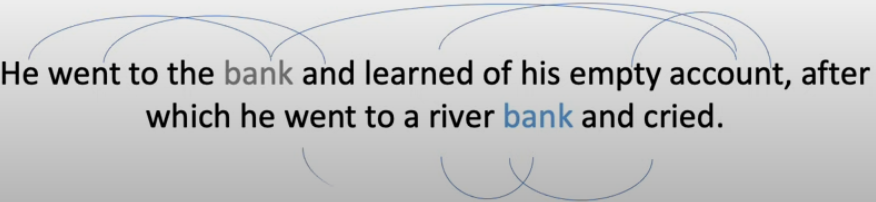 He went to the bank and learned of his empty account, after
which he went to a river bank and cried.